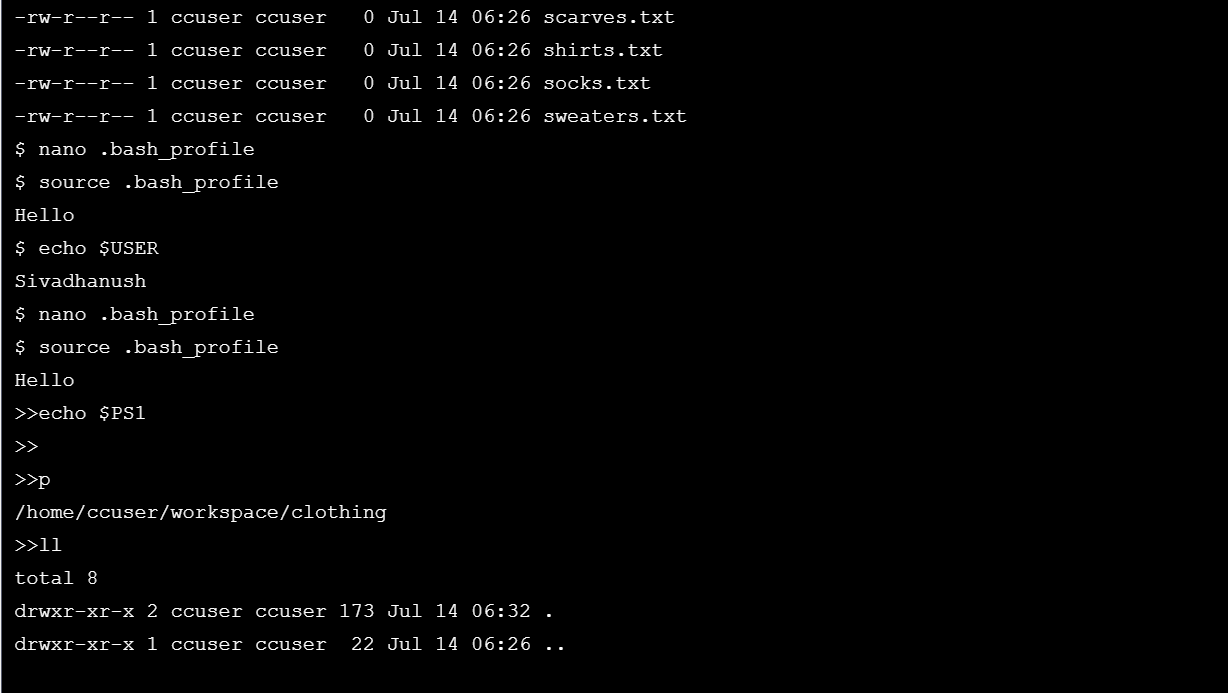 -rw-r--r-- 1 ccuser ccuser   0 Jul 14 06:26 scarves.txt
-rw-r--r-- 1 ccuser ccuser   0 Jul 14 06:26 shirts.txt
-rw-r--r-- 1 ccuser ccuser   0 Jul 14 06:26 socks.txt
-rw-r--r-- 1 ccuser ccuser   0 Jul 14 06:26 sweaters.txt
$ nano .bash_profile
$ source .bash_profile
Hello
$ echo $USER
Sivadhanush
$ nano .bash_profile
$ source .bash_profile
Hello
>>echo $PS1
>>
>>p
/home/ccuser/workspace/clothing
>>ll
total 8
drwxr-xr-x 2 ccuser ccuser 173 Jul 14 06:32 .
drwxr-xr-x 1 ccuser ccuser  22 Jul 14 06:26 ..